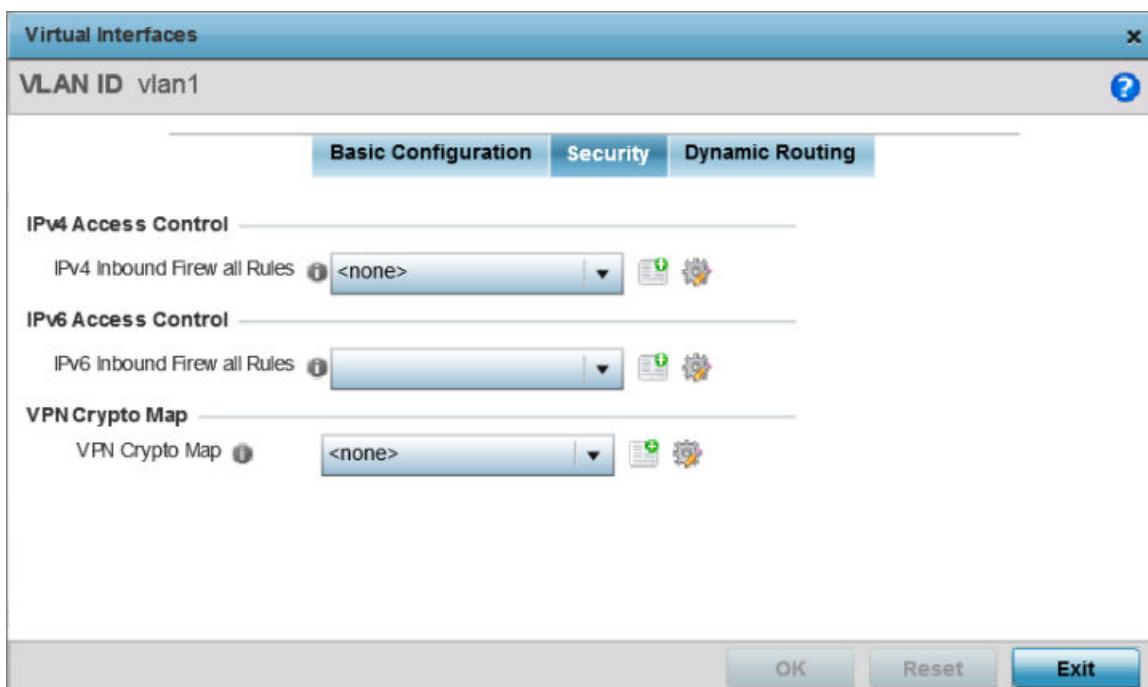 Virtual Interfaces
VLAN ID vlan1
Basic Configuration Security Dynamic Routing
IPv4 Access Control
IPv4 Inbound Firew all Rules <none>
IPv6 Access Control
IPv6 Inbound Firew all Rules
VPN Crypto Map
VPN Crypto Map <none>
OK Reset Exit